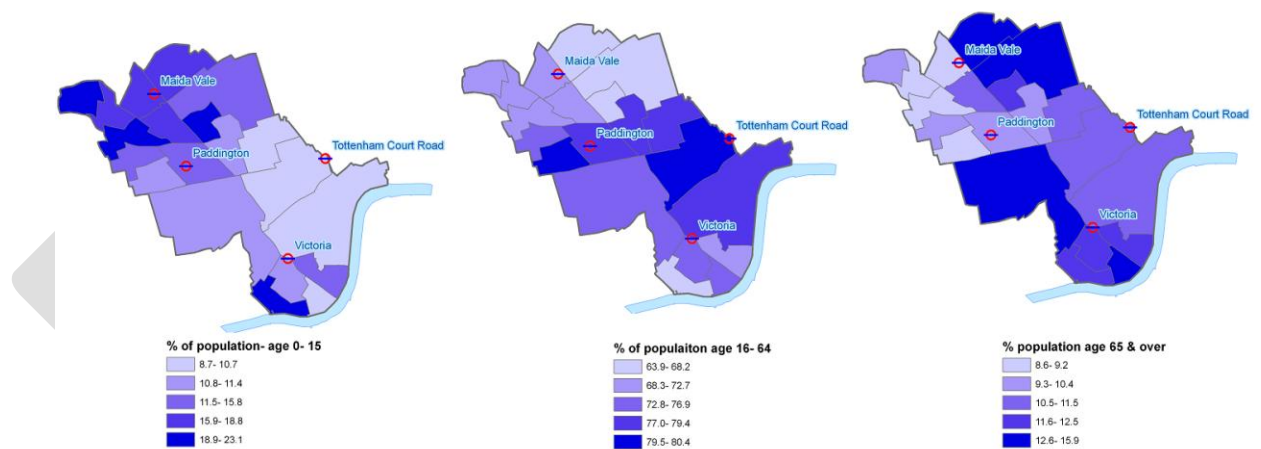 Maida Vale
Paddington
Tottenham Court Road
Victoria
% of population- age 0- 15
8.7- 10.7
10.8- 11.4
11.5- 15.8
15.9- 18.8
18.9- 23.1
Maida Vale
Paddington
Tottenham Court Road
Victoria
% of populaiton age 16- 64
63.9- 68.2
68.3- 72.7
72.8- 76.9
77.0- 79.4
79.5- 80.4
Maida Vale
Paddington
Tottenham Court Road
Victoria
% population age 65 & over
8.6- 9.2
9.3- 10.4
10.5- 11.5
11.6- 12.5
12.6- 15.9